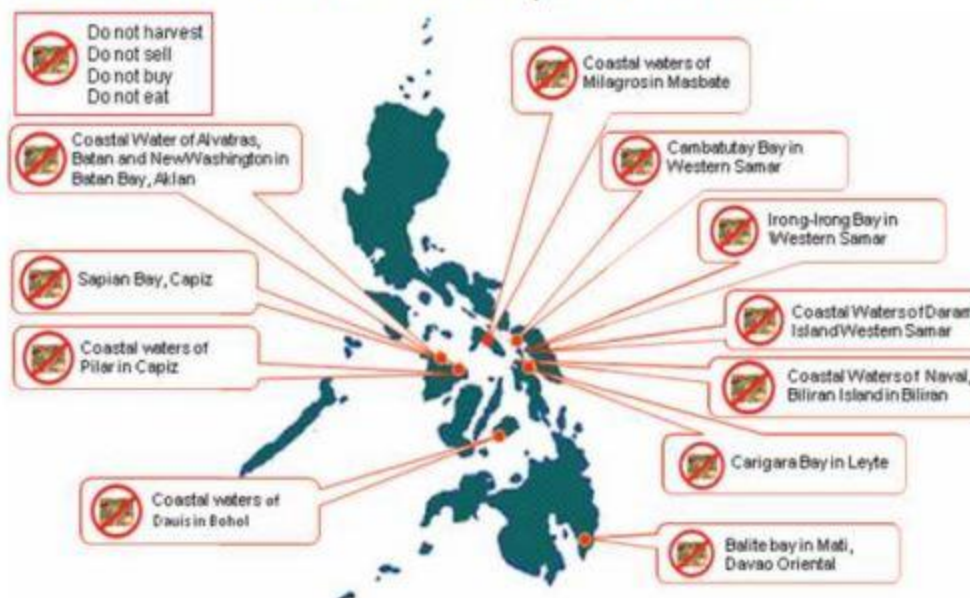 Do not harvest
Do not sell
Do not buy
Do not eat
Coastal waters of
Milagros in Masbate
Coastal Water of Alvatras,
Batan and New Washington in
Batan Bay, Aklan
Cambatutay Bay in
Western Samar
Irong-Irong Bay in
Western Samar
Sapian Bay, Capiz
Coastal Waters of Daram
Island Western Samar
Coastal waters of
Pilar in Capiz
Coastal Waters of Naval,
Biliran Island in Biliran
Carigara Bay in Leyte
Coastal waters of
Dauis in Bohol
Balite bay in Mati,
Davao Oriental